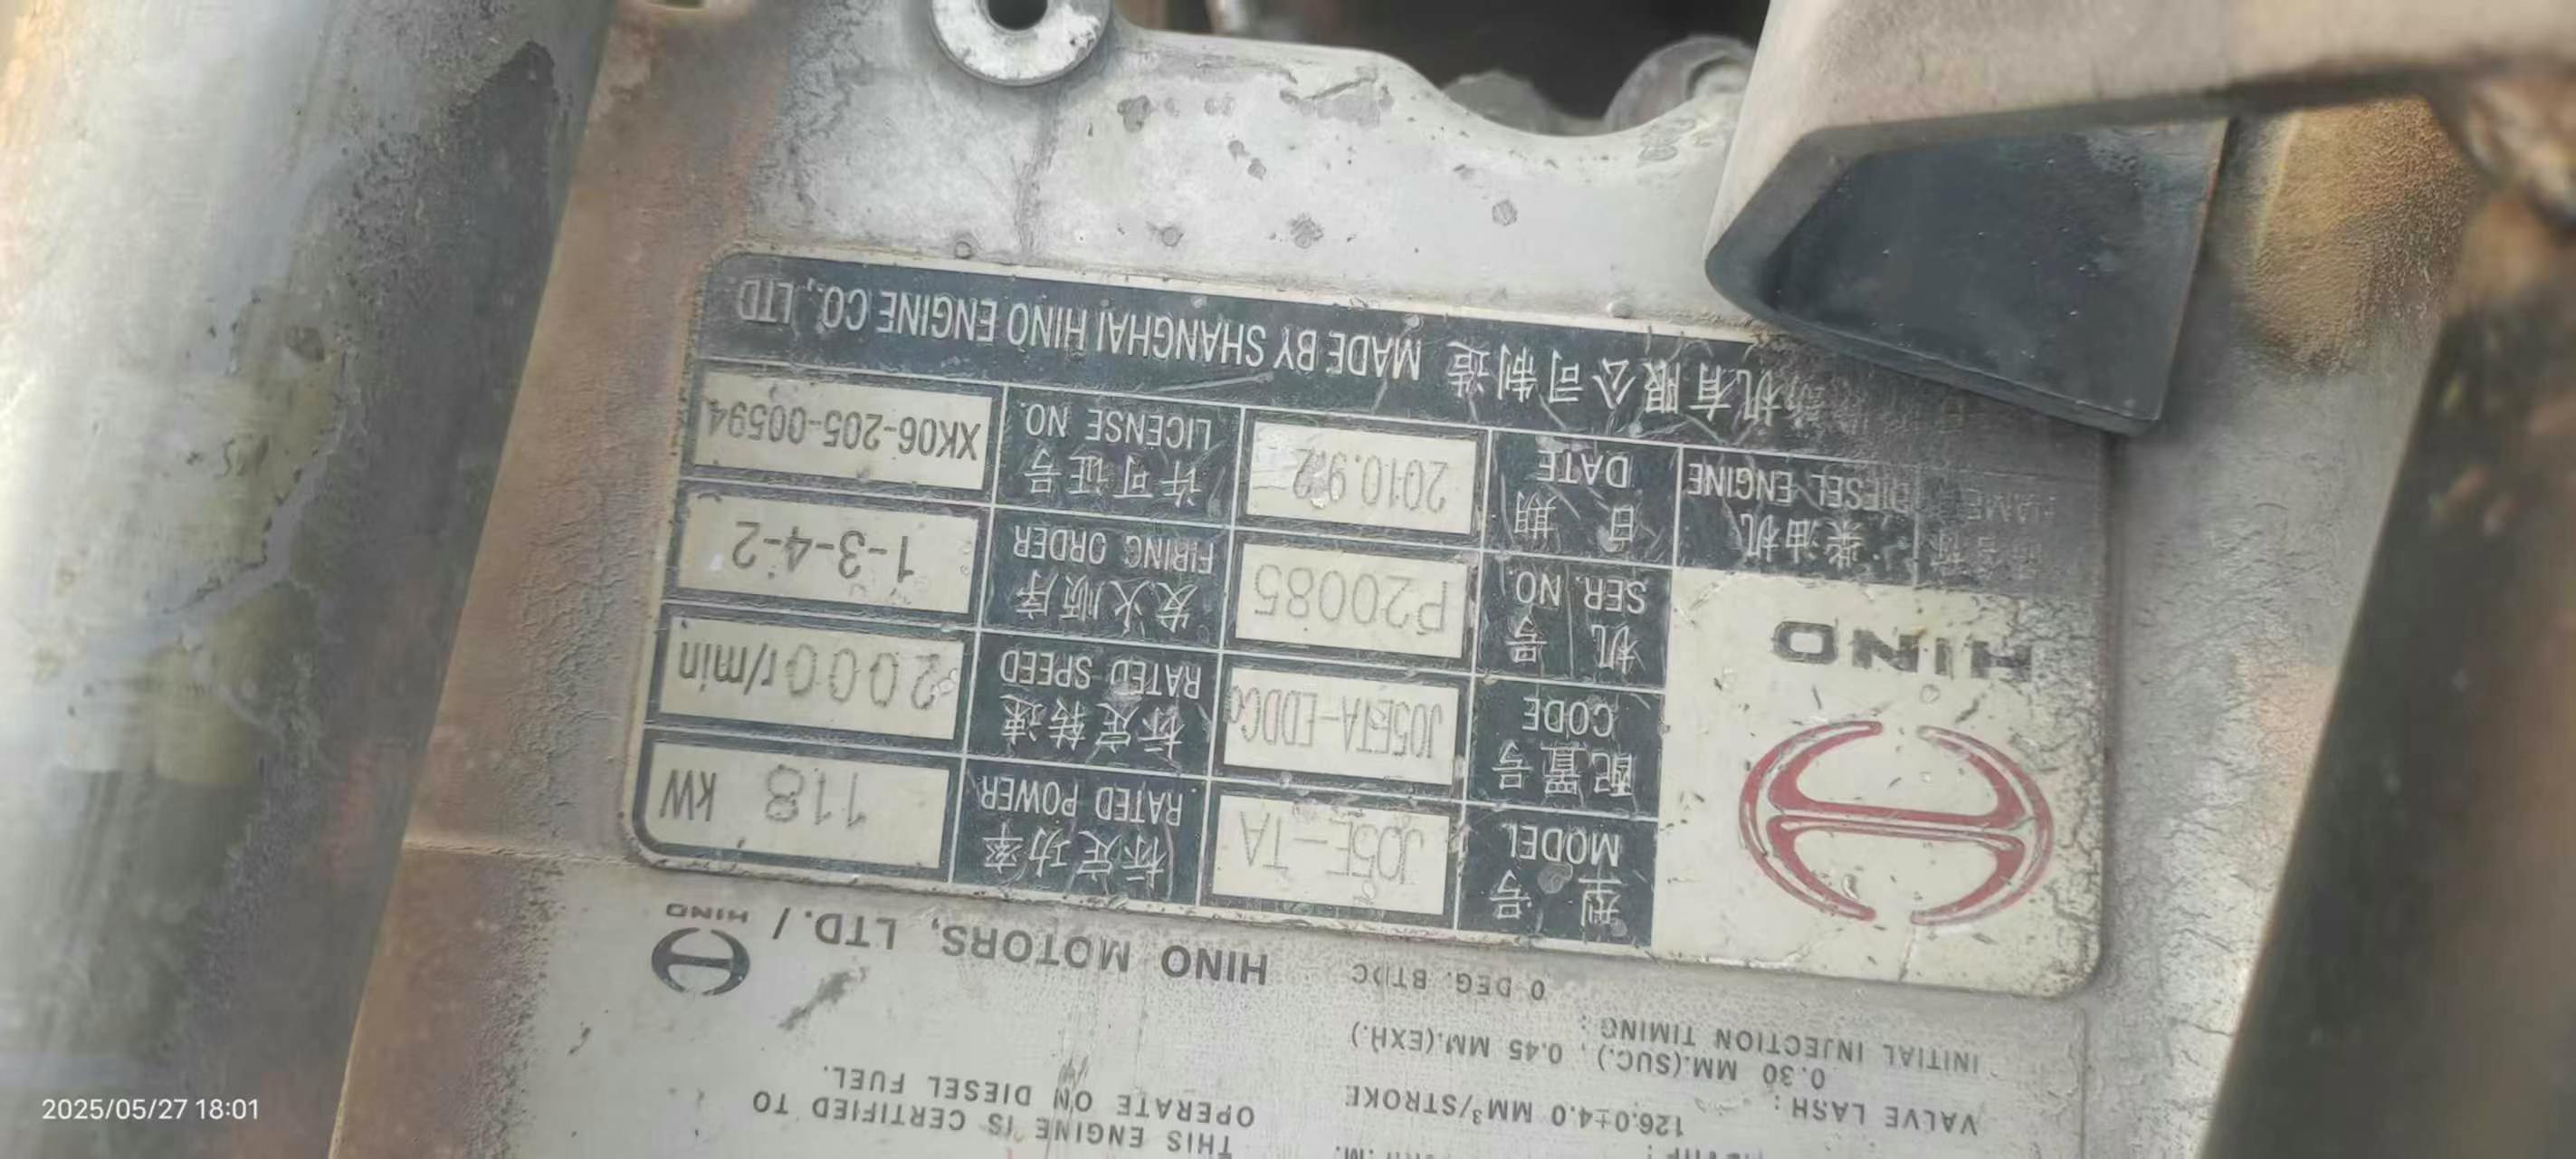 THIS ENGINE IS CERTIFIED TO
OPERATE ON DIESEL FUEL.
126.0±4.0 MM³/STROKE
VALVE LASH :
0.30 MM.(SUC.) , 0.45 MM.(EXH.)
INITIAL INJECTION TIMING :
0 DEG. BTDC
HINO MOTORS, LTD. /
HINO
HINO
型号 MODEL
J05E-TA
标定功率 RATED POWER
118 kW
配置号 CODE
标定转速 RATED SPEED
2000r/min
机号 SER. NO.
P20085
发火顺序 FIRING ORDER
1-3-4-2
柴油机 DIESEL ENGINE
日期 DATE
许可证号 LICENSE NO.
XK06-205-00594
机有限公司制造 MADE BY SHANGHAI HINO ENGINE CO., LTD.
2025/05/27 18:01